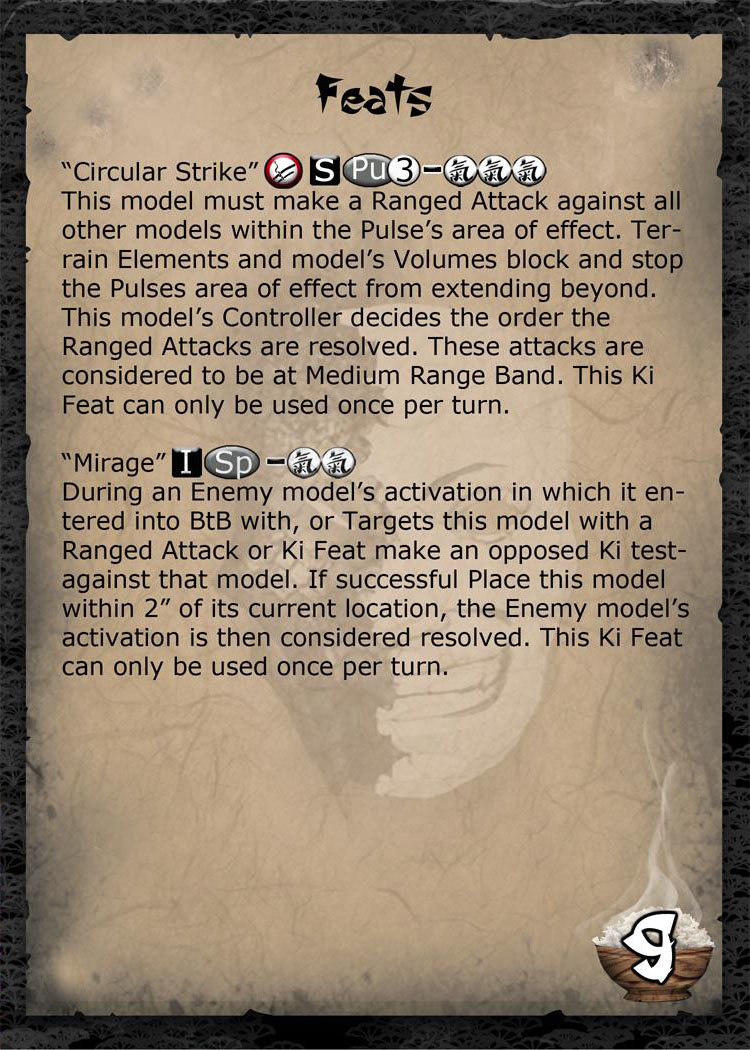 Feats
“Circular Strike” S Pu 3 - 氣 氣 氣
This model must make a Ranged Attack against all
other models within the Pulse’s area of effect. Ter-
rain Elements and model’s Volumes block and stop
the Pulses area of effect from extending beyond.
This model’s Controller decides the order the
Ranged Attacks are resolved. These attacks are
considered to be at Medium Range Band. This Ki
Feat can only be used once per turn.
“Mirage” I Sp - 氣 氣
During an Enemy model’s activation in which it en-
tered into BtB with, or Targets this model with a
Ranged Attack or Ki Feat make an opposed Ki test-
against that model. If successful Place this model
within 2” of its current location, the Enemy model’s
activation is then considered resolved. This Ki Feat
can only be used once per turn.
9